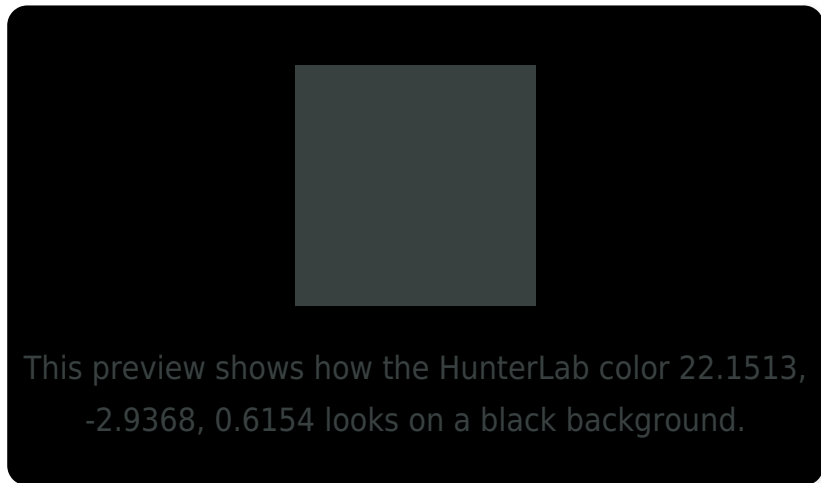 This preview shows how the HunterLab color 22.1513,
-2.9368, 0.6154 looks on a black background.